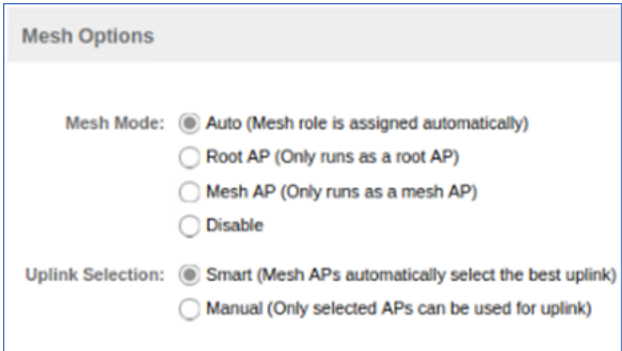 Mesh Options
Mesh Mode: Auto (Mesh role is assigned automatically)
Root AP (Only runs as a root AP)
Mesh AP (Only runs as a mesh AP)
Disable
Uplink Selection: Smart (Mesh APs automatically select the best uplink)
Manual (Only selected APs can be used for uplink)